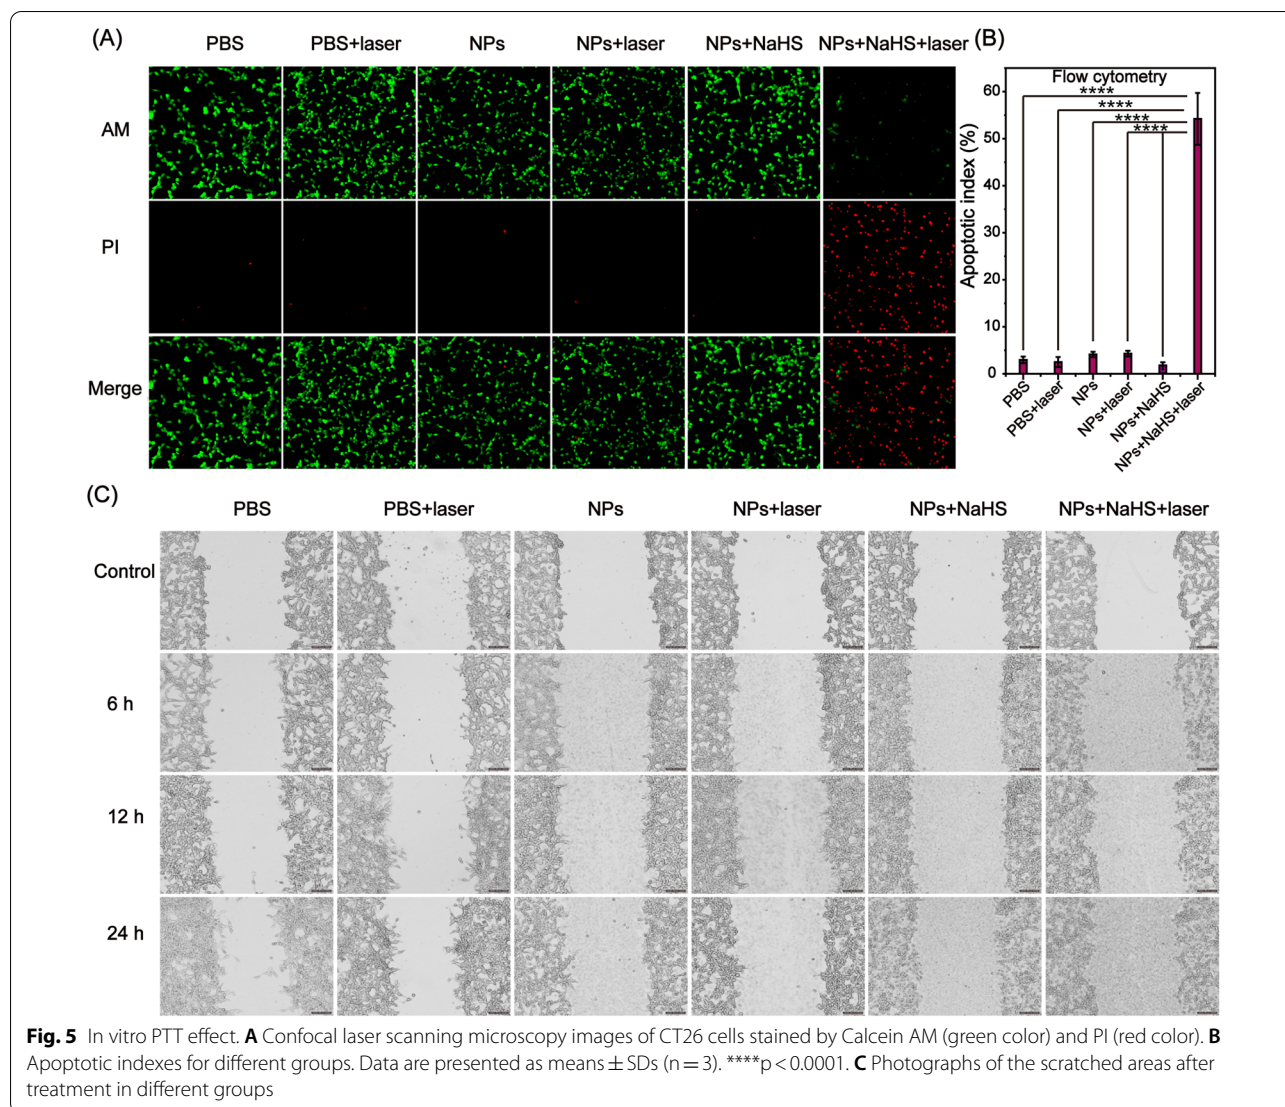 (A)
PBS PBS+laser NPs NPs+laser NPs+NaHS NPs+NaHS+laser
AM
PI
Merge
(B)
Flow cytometry
****
****
****
****
Apoptotic index (%)
60
50
40
30
20
10
0
PBS
PBS+laser
NPs
NPs+laser
NPs+NaHS
NPs+NaHS+laser
(C)
PBS PBS+laser NPs NPs+laser NPs+NaHS NPs+NaHS+laser
Control
6 h
12 h
24 h
Fig. 5 In vitro PTT effect. A Confocal laser scanning microscopy images of CT26 cells stained by Calcein AM (green color) and PI (red color). B
Apoptotic indexes for different groups. Data are presented as means ± SDs (n = 3). ****p < 0.0001. C Photographs of the scratched areas after
treatment in different groups